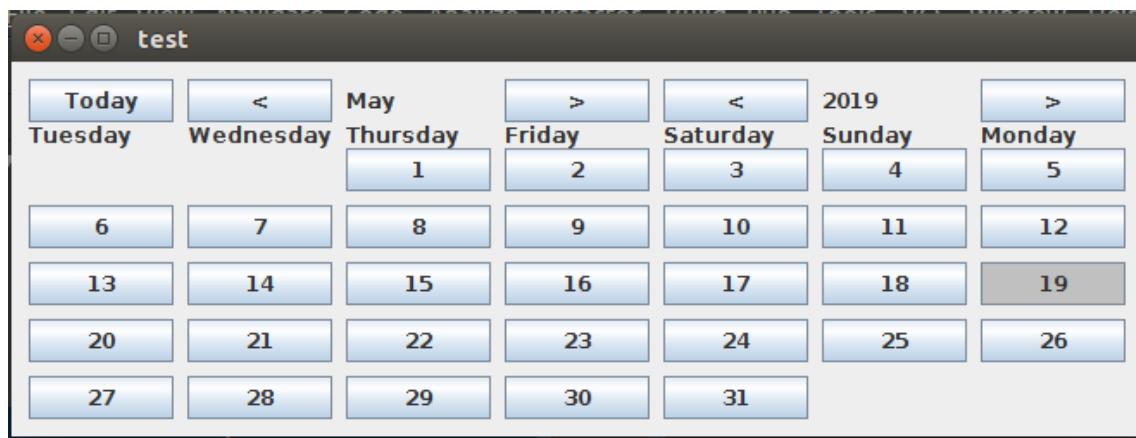 test
Today < May > < 2019 >
Tuesday Wednesday Thursday Friday Saturday Sunday Monday
1 2 3 4 5
6 7 8 9 10 11 12
13 14 15 16 17 18 19
20 21 22 23 24 25 26
27 28 29 30 31